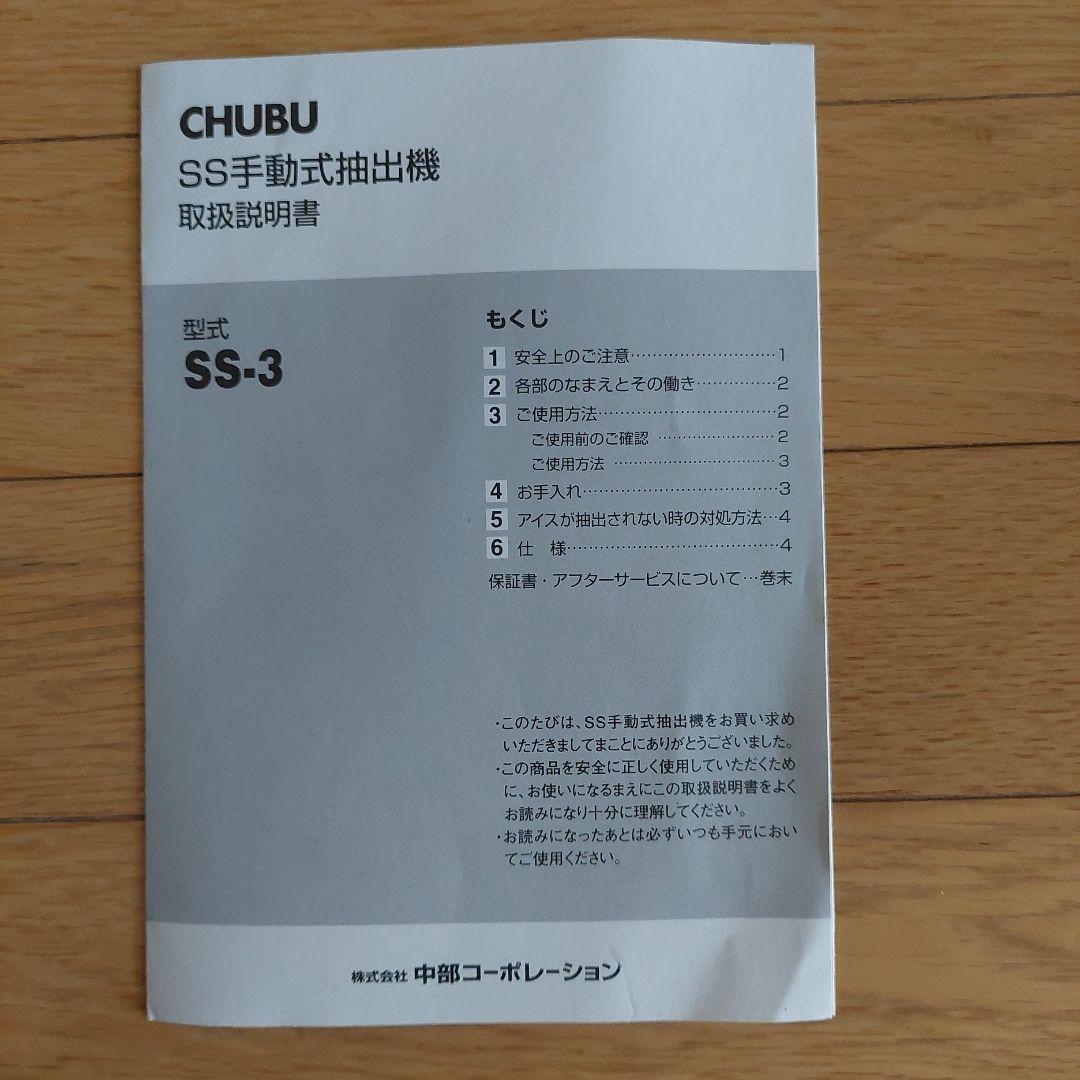 CHUBU
SS手動式抽出機
取扱説明書
型式
SS-3
もくじ
1 安全上のご注意…………………………1
2 各部のなまえとその働き……………2
3 ご使用方法………………………………2
ご使用前のご確認 ……………………2
ご使用方法 ……………………………3
4 お手入れ…………………………………3
5 アイスが抽出されない時の対処方法…4
6 仕　様……………………………………4
保証書・アフターサービスについて…巻末
・このたびは、SS手動式抽出機をお買い求め
いただきましてまことにありがとうございました。
・この商品を安全に正しく使用していただくため
に、お使いになるまえにこの取扱説明書をよく
お読みになり十分に理解してください。
・お読みになったあとは必ずいつも手元におい
てご使用ください。
株式会社 中部コーポレーション